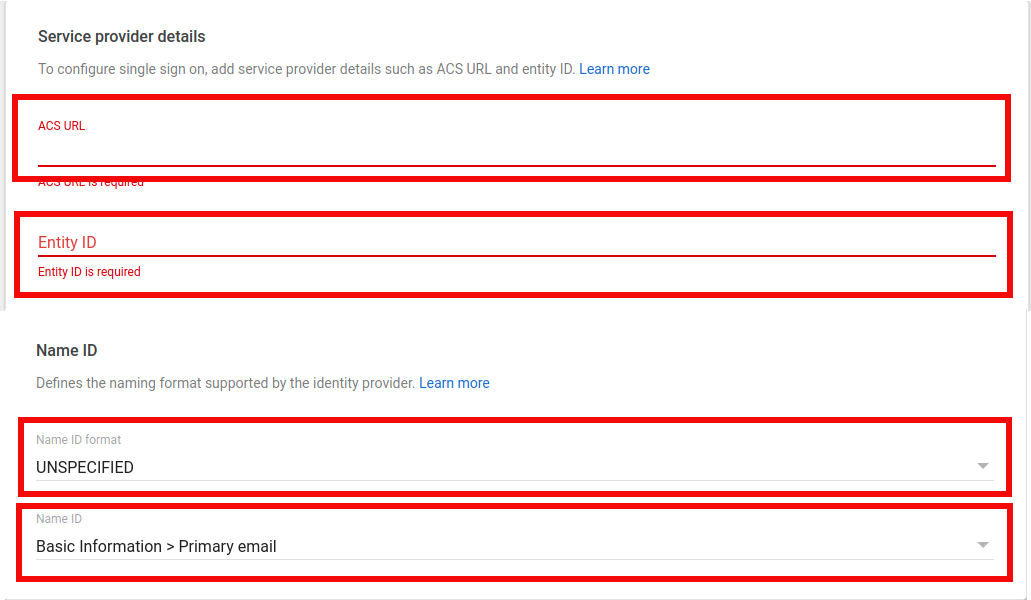 Service provider details
To configure single sign on, add service provider details such as ACS URL and entity ID. Learn more
ACS URL
ACS URL is required
Entity ID
Entity ID is required
Name ID
Defines the naming format supported by the identity provider. Learn more
Name ID format
UNSPECIFIED
Name ID
Basic Information > Primary email